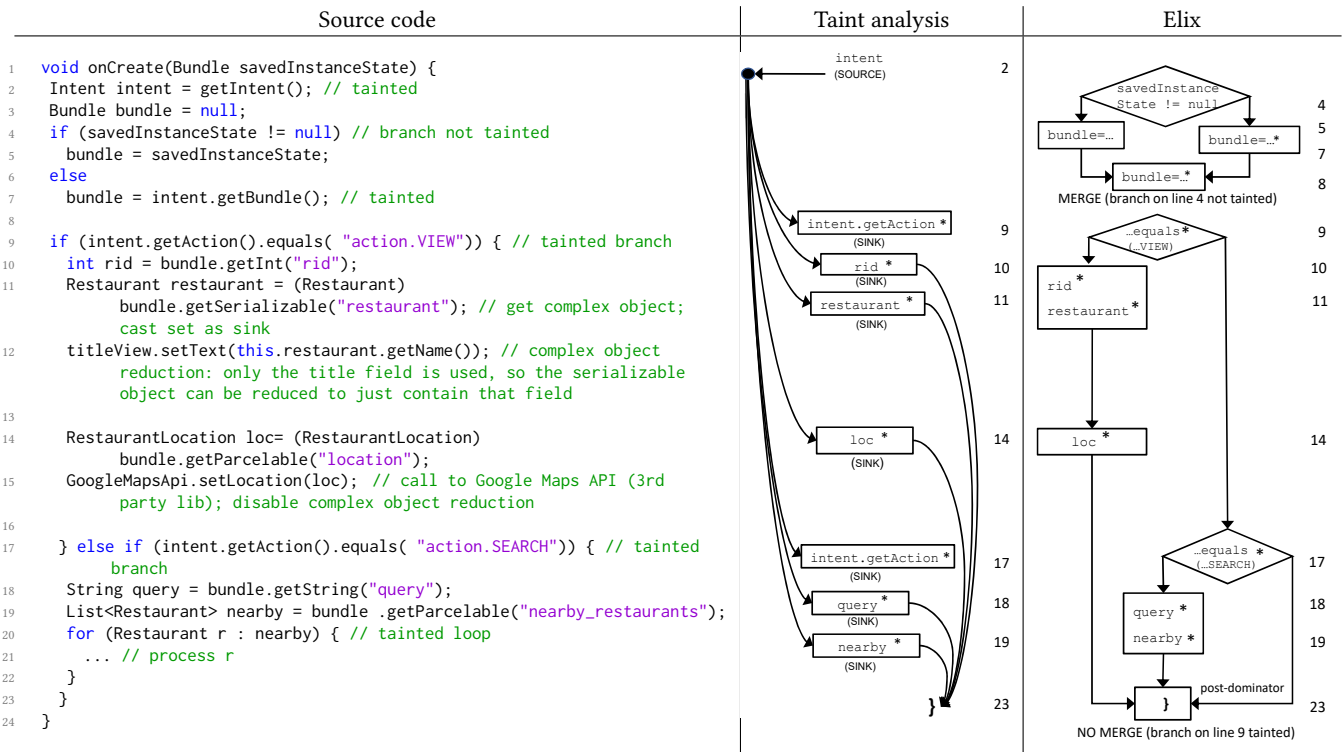 Source code
Taint analysis
Elix
1 void onCreate(Bundle savedInstanceState) {
2 Intent intent = getIntent(); // tainted
3 Bundle bundle = null;
4 if (savedInstanceState != null) // branch not tainted
5 bundle = savedInstanceState;
6 else
7 bundle = intent.getBundle(); // tainted
8
9 if (intent.getAction().equals( "action.VIEW")) { // tainted branch
10 int rid = bundle.getInt("rid");
11 Restaurant restaurant = (Restaurant)
bundle.getSerializable("restaurant"); // get complex object;
cast set as sink
12 titleView.setText(this.restaurant.getName()); // complex object
reduction: only the title field is used, so the serializable
object can be reduced to just contain that field
13
14 RestaurantLocation loc= (RestaurantLocation)
bundle.getParcelable("location");
15 GoogleMapsApi.setLocation(loc); // call to Google Maps API (3rd
party lib); disable complex object reduction
16
17 } else if (intent.getAction().equals( "action.SEARCH")) { // tainted
branch
18 String query = bundle.getString("query");
19 List<Restaurant> nearby = bundle .getParcelable("nearby_restaurants");
20 for (Restaurant r : nearby) { // tainted loop
21 ... // process r
22 }
23 }
24 }
intent
(SOURCE)
2
intent.getAction *
(SINK)
9
rid *
(SINK)
10
restaurant *
(SINK)
11
loc *
(SINK)
14
intent.getAction *
(SINK)
17
query *
(SINK)
18
nearby *
(SINK)
19
}
23
savedInstance
State != null
4
bundle=…
5
bundle=…*
7
bundle=…*
8
MERGE (branch on line 4 not tainted)
…equals*
(…VIEW)
9
rid *
10
restaurant *
11
loc *
14
…equals *
(…SEARCH)
17
query *
18
nearby *
19
post-dominator
}
23
NO MERGE (branch on line 9 tainted)